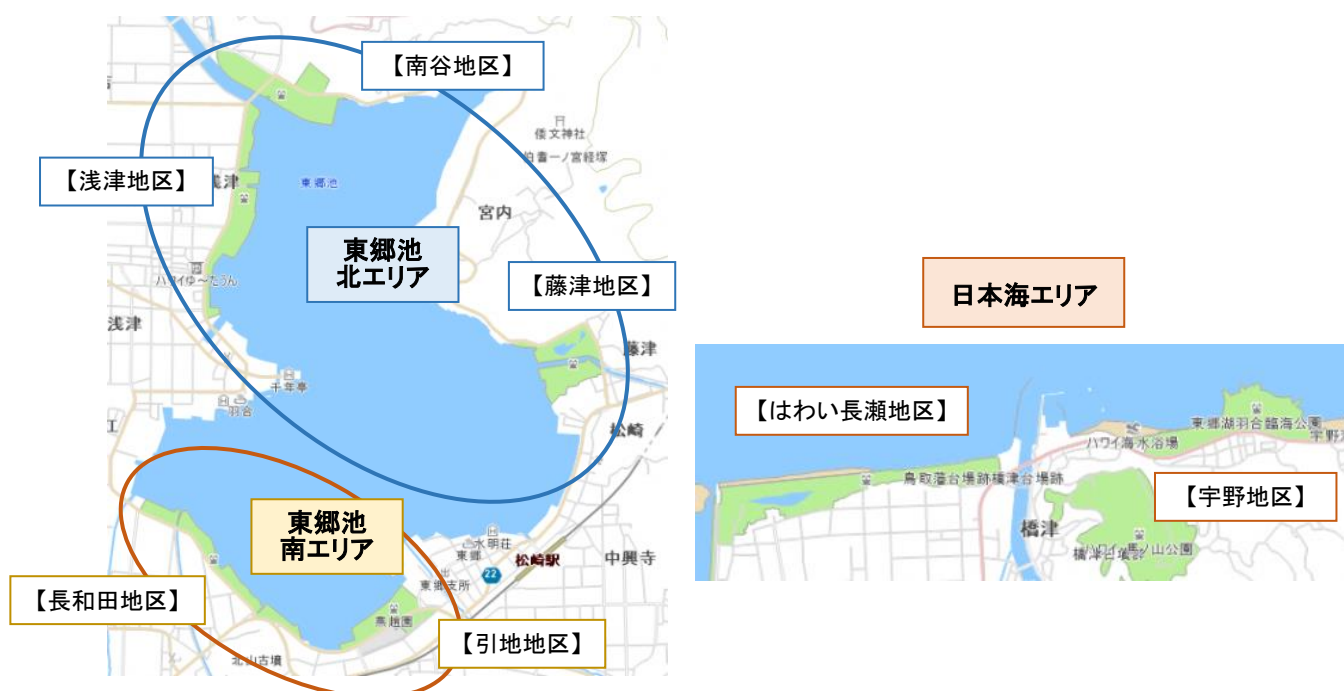 【南谷地区】
倭文神社
伯耆一ノ宮経塚
【浅津地区】
浅津
東郷池
宮内
東郷池
北エリア
【藤津地区】
ハワイゆ~たうん
浅津
藤津
千年亭
羽合
江
松崎
東郷池
南エリア
水明荘
東郷
松崎駅
中興寺
東郷支所
22
【長和田地区】
燕趙園
【引地地区】
北山古墳
日本海エリア
【はわい長瀬地区】
東郷湖羽合臨海公園
ハワイ海水浴場
宇野
鳥取藩台場跡橋津台場跡
【宇野地区】
橋津